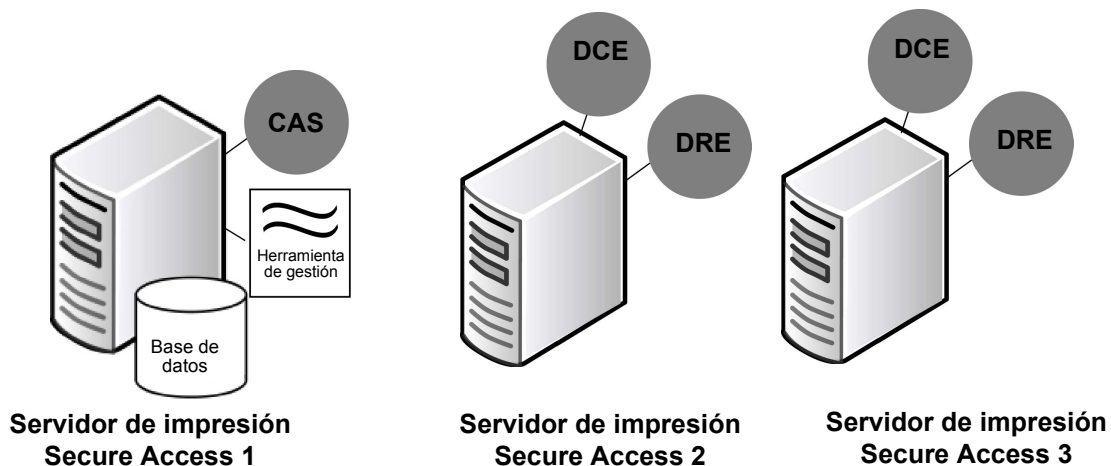 CAS
Herramienta
de gestión
Base de
datos
Servidor de impresión
Secure Access 1
DCE
DRE
Servidor de impresión
Secure Access 2
DCE
DRE
Servidor de impresión
Secure Access 3